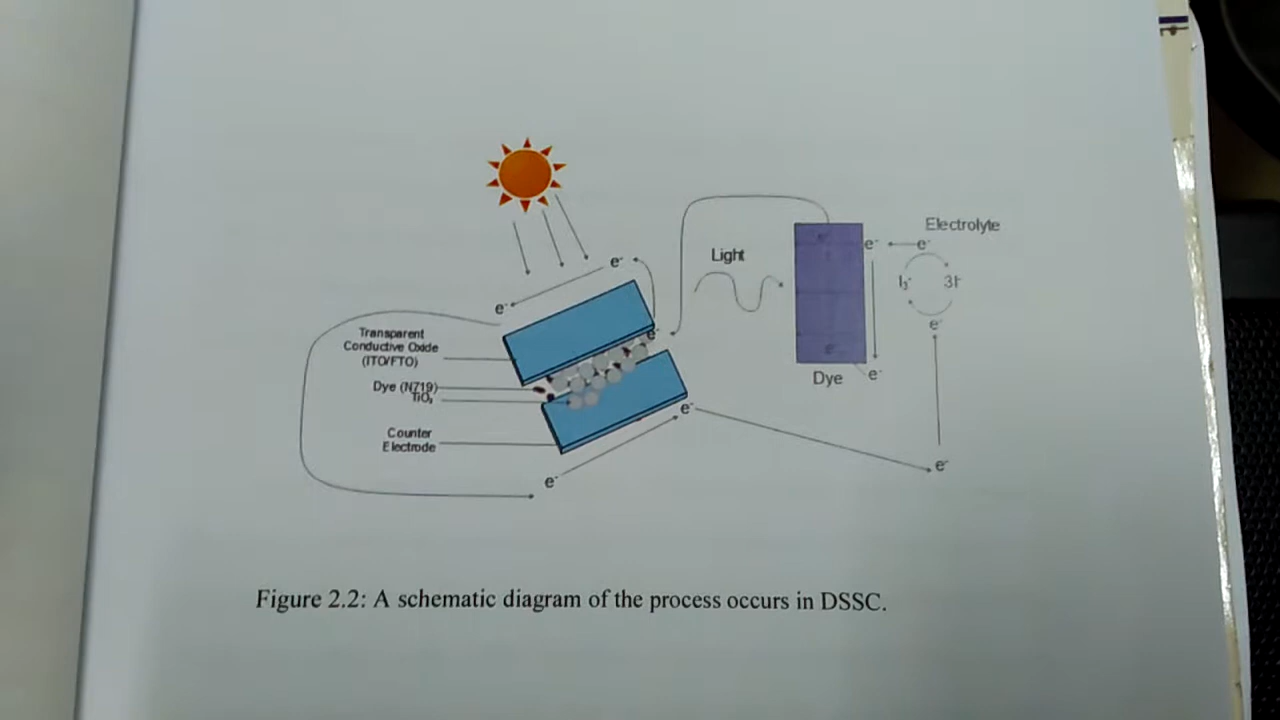 e⁻
e⁻
Transparent
Conductive Oxide
(ITO/FTO)
Dye (N719)
TiO₂
Counter
Electrode
e⁻
e⁻
e⁻
Light
e⁻
e⁻
Dye
e⁻
e⁻
e⁻
Electrolyte
I₃⁻
3I⁻
e⁻
e⁻
Figure 2.2: A schematic diagram of the process occurs in DSSC.